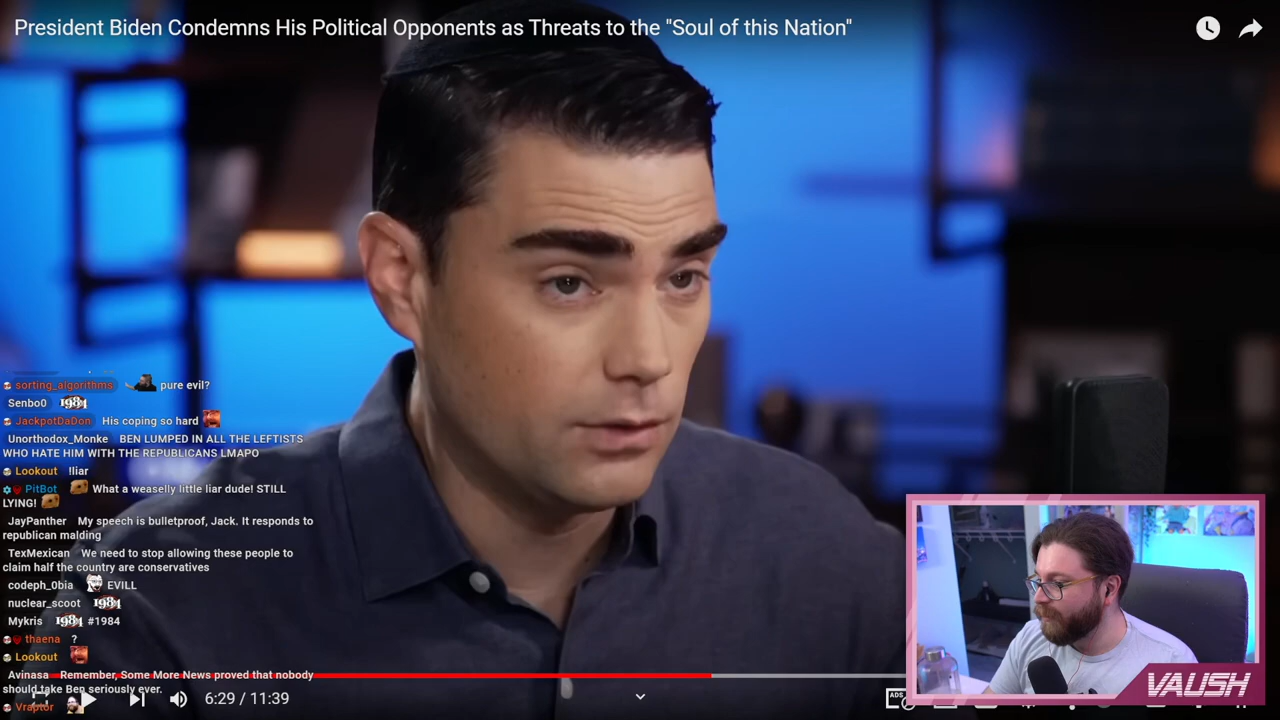 President Biden Condemns His Political Opponents as Threats to the "Soul of this Nation"
sorting_algorithms pure evil?
Senbo0 1984
JackpotDaDon His coping so hard
Unorthodox_Monke BEN LUMPED IN ALL THE LEFTISTS
WHO HATE HIM WITH THE REPUBLICANS LMAPO
Lookout !liar
PitBot What a weaselly little liar dude! STILL
LYING!
JayPanther My speech is bulletproof, Jack. It responds to
republican malding
TexMexican We need to stop allowing these people to
claim half the country are conservatives
codeph_0bia EVILL
nuclear_scoot 1984
Mykris 1984 #1984
thaena ?
Lookout
Avinasa Remember, Some More News proved that nobody
should take Ben seriously ever.
Vraptor
6:29 / 11:39
ADS
VAUSH